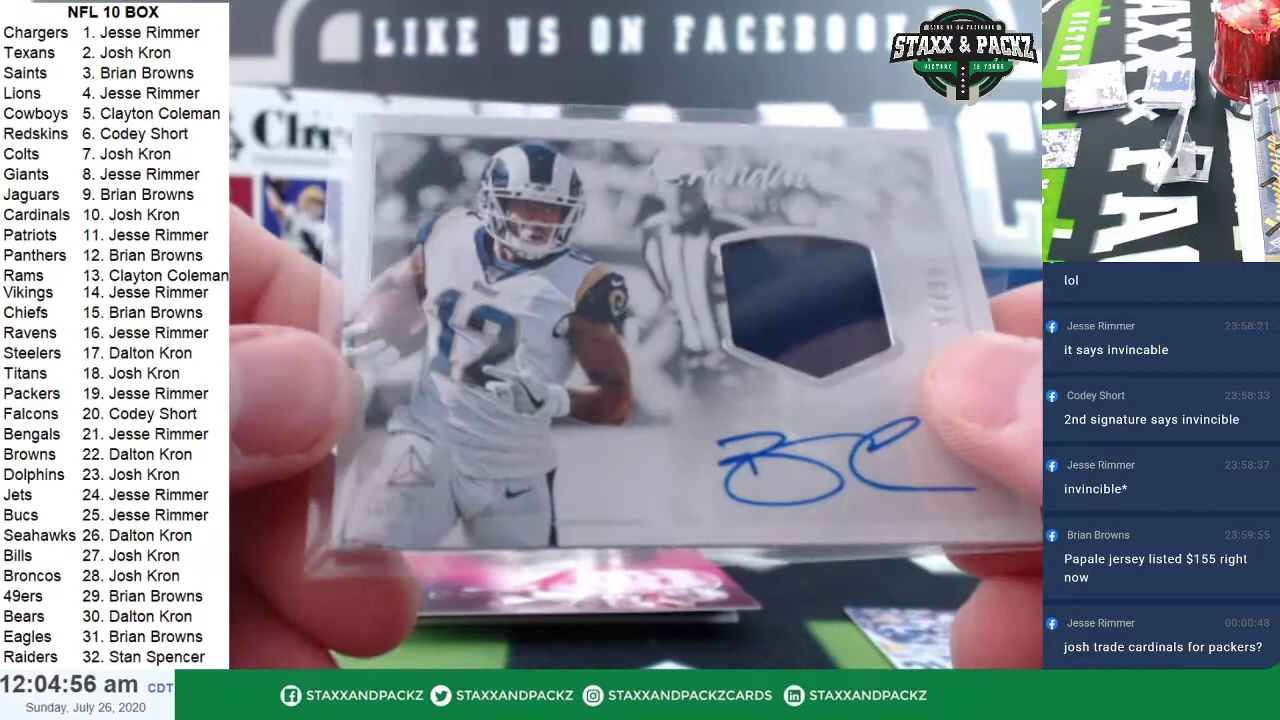 NFL 10 BOX
Chargers 1. Jesse Rimmer
Texans 2. Josh Kron
Saints 3. Brian Browns
Lions 4. Jesse Rimmer
Cowboys 5. Clayton Coleman
Redskins 6. Codey Short
Colts 7. Josh Kron
Giants 8. Jesse Rimmer
Jaguars 9. Brian Browns
Cardinals 10. Josh Kron
Patriots 11. Jesse Rimmer
Panthers 12. Brian Browns
Rams 13. Clayton Coleman
Vikings 14. Jesse Rimmer
Chiefs 15. Brian Browns
Ravens 16. Jesse Rimmer
Steelers 17. Dalton Kron
Titans 18. Josh Kron
Packers 19. Jesse Rimmer
Falcons 20. Codey Short
Bengals 21. Jesse Rimmer
Browns 22. Dalton Kron
Dolphins 23. Josh Kron
Jets 24. Jesse Rimmer
Bucs 25. Jesse Rimmer
Seahawks 26. Dalton Kron
Bills 27. Josh Kron
Broncos 28. Josh Kron
49ers 29. Brian Browns
Bears 30. Dalton Kron
Eagles 31. Brian Browns
Raiders 32. Stan Spencer
12:04:56 am CDT
Sunday, July 26, 2020
LIKE US ON FACEBOOK
LIKE US ON FACEBOOK
STAXX & PACKZ
VICTORY IS YOURS
Brandin
12
lol
Jesse Rimmer 23:58:21
it says invincable
Codey Short 23:58:33
2nd signature says invincible
Jesse Rimmer 23:58:37
invincible*
Brian Browns 23:59:55
Papale jersey listed $155 right
now
Jesse Rimmer 00:00:48
josh trade cardinals for packers?
STAXXANDPACKZ STAXXANDPACKZ STAXXANDPACKZCARDS STAXXANDPACKZ